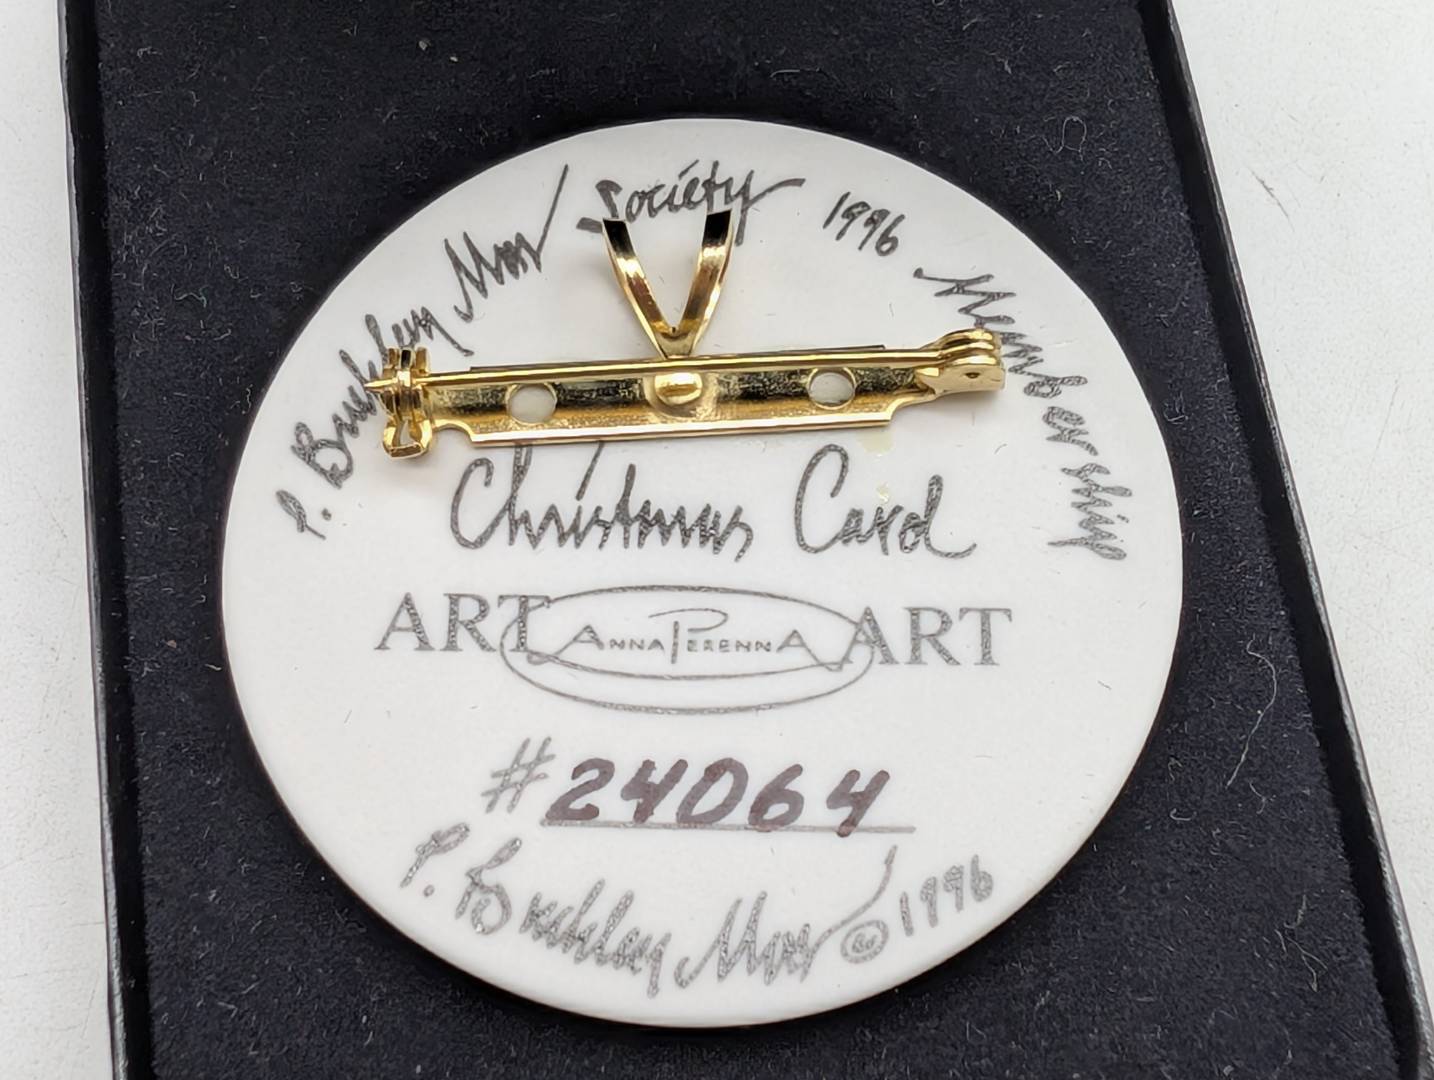 P. Buckley Moss Society 1996 Membership
Christmas Card
ART ANNA PERENNA ART
#24064
P. Buckley Moss © 1996